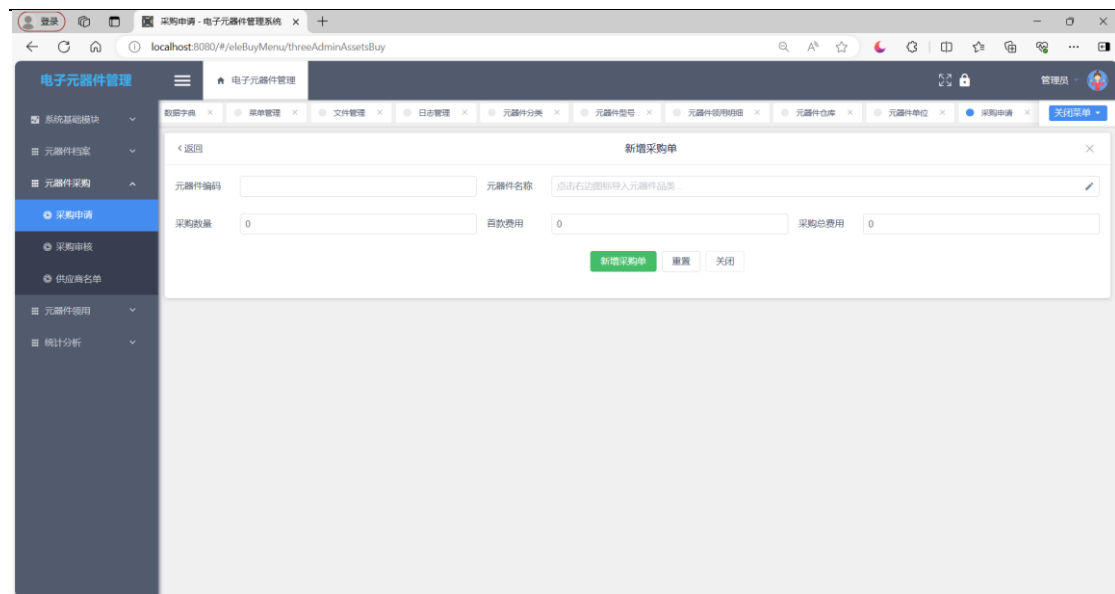 登录
采购申请 - 电子元器件管理系统
localhost:8080/#/eleBuyMenu/threeAdminAssetsBuy
电子元器件管理
电子元器件管理
管理员
数据字典 菜单管理 文件管理 日志管理 元器件分类 元器件型号 元器件领用明细 元器件仓库 元器件单位 采购申请 关闭菜单
系统基础模块
元器件档案
元器件采购
采购申请
采购审核
供应商名单
元器件领用
统计分析
<返回 新增采购单
元器件编码 元器件名称 点击右边图标导入元器件品类...
采购数量 0 首款费用 0 采购总费用 0
新增采购单 重置 关闭